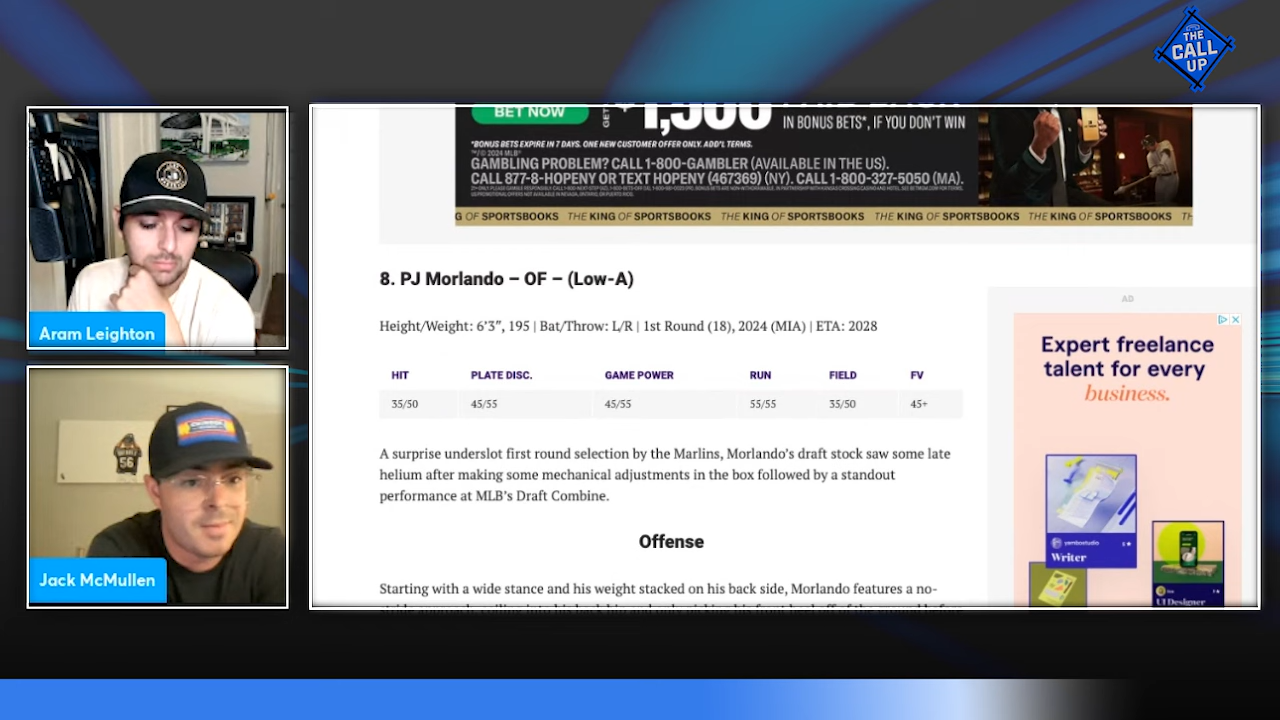 THE
CALL
UP
BET NOW
GET
$1,500
IN BONUS BETS*, IF YOU DON'T WIN
*BONUS BETS EXPIRE IN 7 DAYS. ONE NEW CUSTOMER OFFER ONLY. ADD'L TERMS.
GAMBLING PROBLEM? CALL 1-800-GAMBLER (AVAILABLE IN THE US).
CALL 877-8-HOPENY OR TEXT HOPENY (467369) (NY). CALL 1-800-327-5050 (MA).
G OF SPORTSBOOKS THE KING OF SPORTSBOOKS THE KING OF SPORTSBOOKS THE KING OF SPORTSBOOKS THE KING OF SPORTSBOOKS TH
8. PJ Morlando – OF – (Low-A)
Height/Weight: 6'3", 195 | Bat/Throw: L/R | 1st Round (18), 2024 (MIA) | ETA: 2028
HIT PLATE DISC. GAME POWER RUN FIELD FV
35/50 45/55 45/55 55/55 35/50 45+
A surprise underslot first round selection by the Marlins, Morlando's draft stock saw some late
helium after making some mechanical adjustments in the box followed by a standout
performance at MLB's Draft Combine.
Offense
Starting with a wide stance and his weight stacked on his back side, Morlando features a no-
AD
Expert freelance
talent for every
business.
yambostudio
Writer
UI Designer
Aram Leighton
56
Jack McMullen